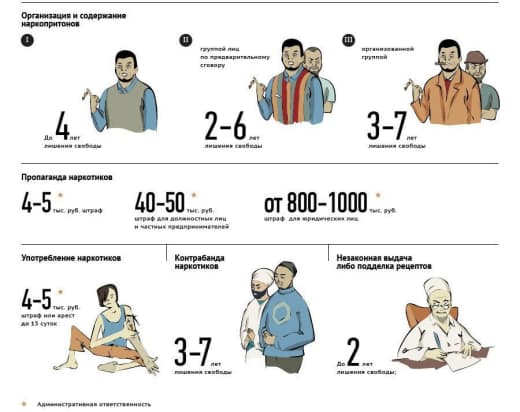 Организация и содержание
наркопритонов
I
До 4 лет
лишения свободы
II
группой лиц
по предварительному
сговору
2-6 лет
лишения свободы
III
организованной
группой
3-7 лет
лишения свободы
Пропаганда наркотиков
4-5 * тыс. руб. штраф
40-50 * тыс. руб.
штраф для должностных лиц
и частных предпринимателей
от 800-1000 * тыс. руб.
штраф для юридических лиц
Употребление наркотиков
4-5 * тыс. руб.
штраф или арест
до 15 суток
Контрабанда
наркотиков
3-7 лет
лишения свободы
Незаконная выдача
либо подделка рецептов
До 2 лет
лишения свободы;
* Административная ответственность